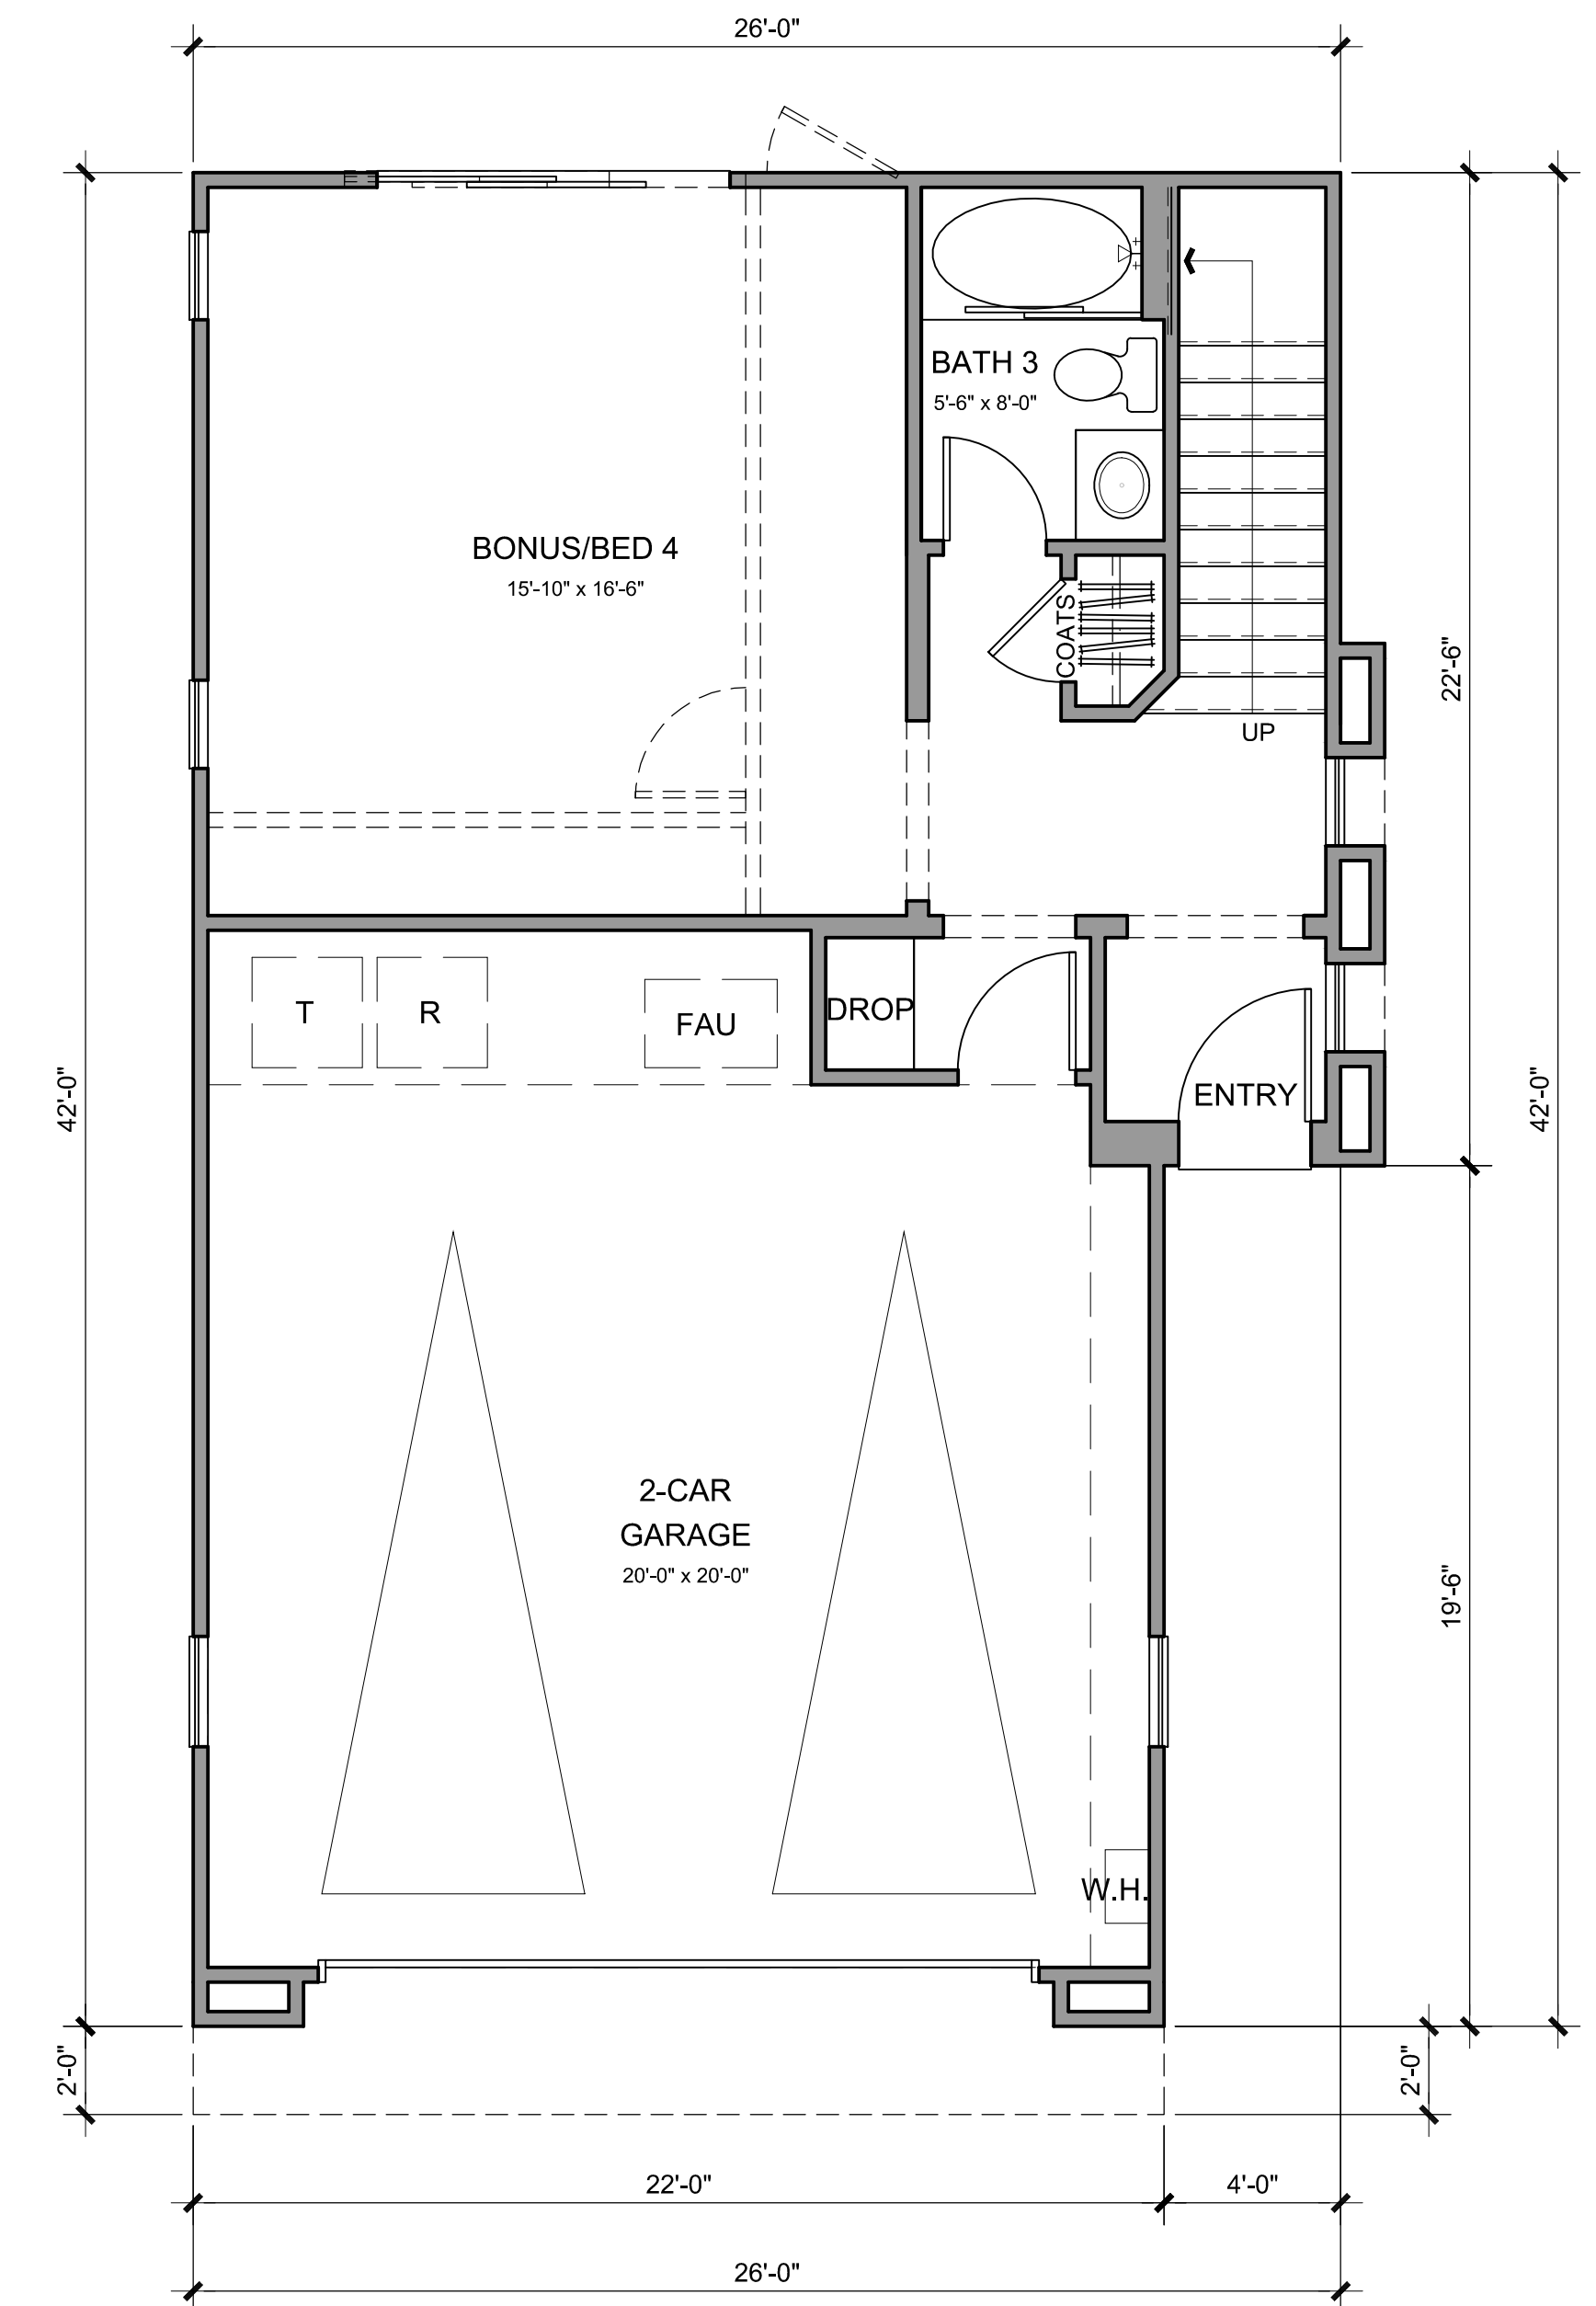 26'-0"
BATH 3
5'-6" x 8'-0"
BONUS/BED 4
15'-10" x 16'-6"
COATS
UP
22'-6"
T
R
FAU
DROP
ENTRY
42'-0"
42'-0"
2-CAR
GARAGE
20'-0" x 20'-0"
19'-6"
W.H.
2'-0"
2'-0"
22'-0"
4'-0"
26'-0"